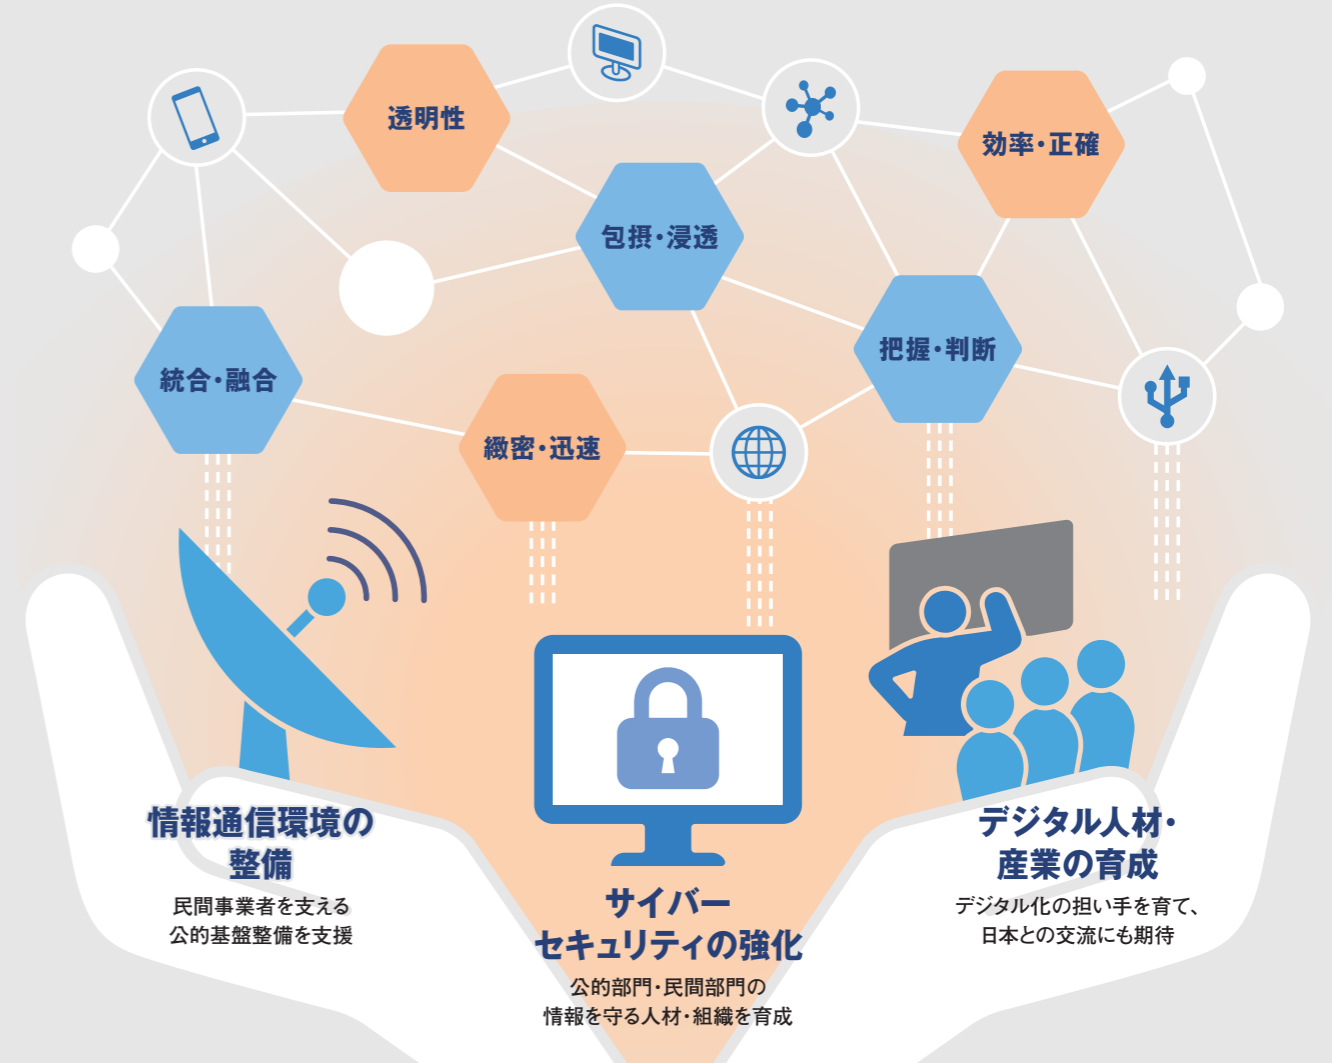 透明性
効率・正確
包摂・浸透
把握・判断
統合・融合
緻密・迅速
情報通信環境の
整備
民間事業者を支える
公的基盤整備を支援
サイバー
セキュリティの強化
公的部門・民間部門の
情報を守る人材・組織を育成
デジタル人材・
産業の育成
デジタル化の担い手を育て、
日本との交流にも期待